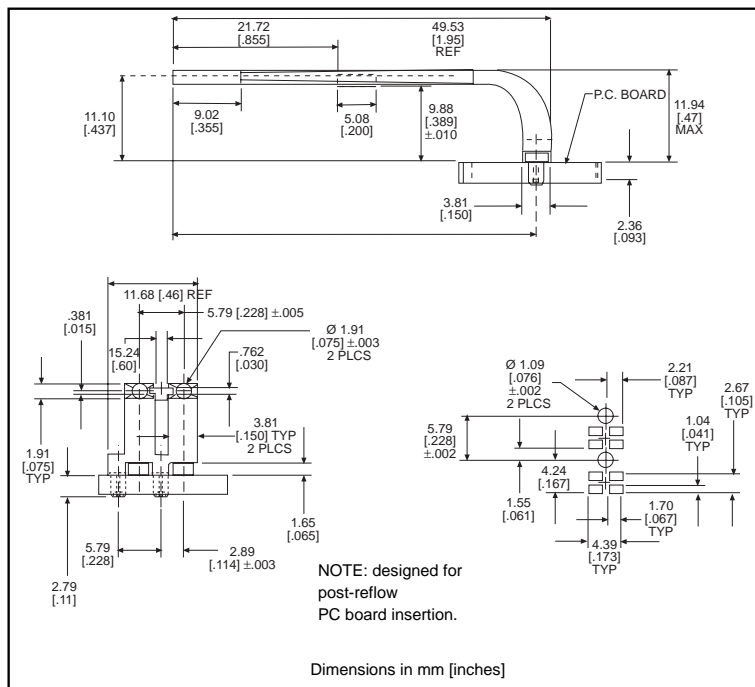 21.72
[.855]
49.53
[1.95]
REF
11.10
[.437]
9.02
[.355]
5.08
[.200]
9.88
[.389]
±.010
P.C. BOARD
11.94
[.47]
MAX
3.81
[.150]
2.36
[.093]
11.68 [.46] REF
.381
[.015]
5.79 [.228] ±.005
15.24
[.60]
Ø 1.91
[.075] ±.003
2 PLCS
.762
[.030]
3.81
[.150] TYP
2 PLCS
1.91
[.075]
TYP
1.65
[.065]
5.79
[.228]
2.89
[.114] ±.003
2.79
[.11]
Ø 1.09
[.076]
±.002
2 PLCS
2.21
[.087]
TYP
2.67
[.105]
TYP
5.79
[.228]
±.002
1.04
[.041]
TYP
4.24
[.167]
1.55
[.061]
1.70
[.067]
TYP
4.39
[.173]
TYP
NOTE: designed for
post-reflow
PC board insertion.
Dimensions in mm [inches]